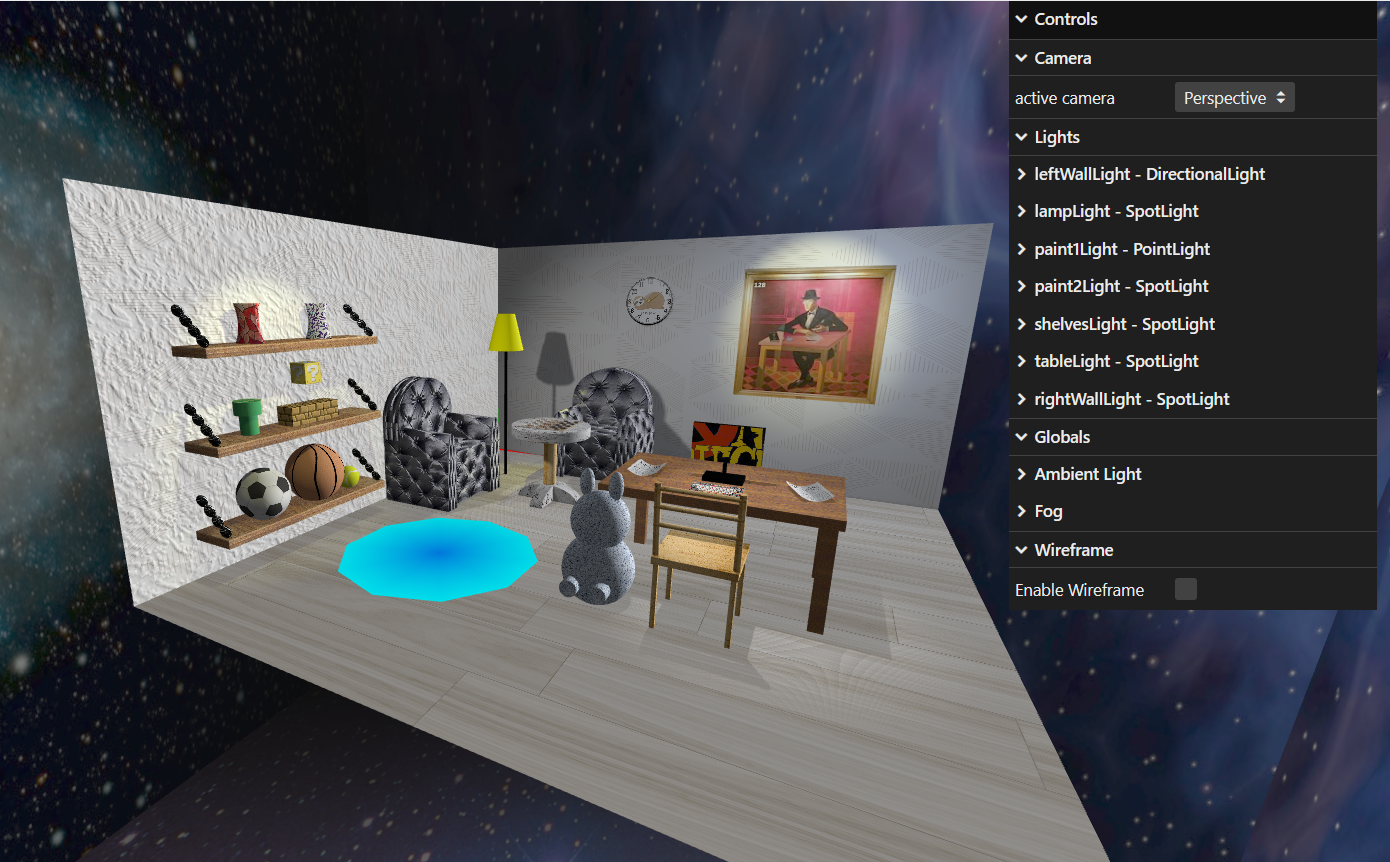 Controls
Camera
active camera
Perspective
Lights
leftWallLight - DirectionalLight
lampLight - SpotLight
paint1Light - PointLight
paint2Light - SpotLight
shelvesLight - SpotLight
tableLight - SpotLight
rightWallLight - SpotLight
Globals
Ambient Light
Fog
Wireframe
Enable Wireframe
128
?